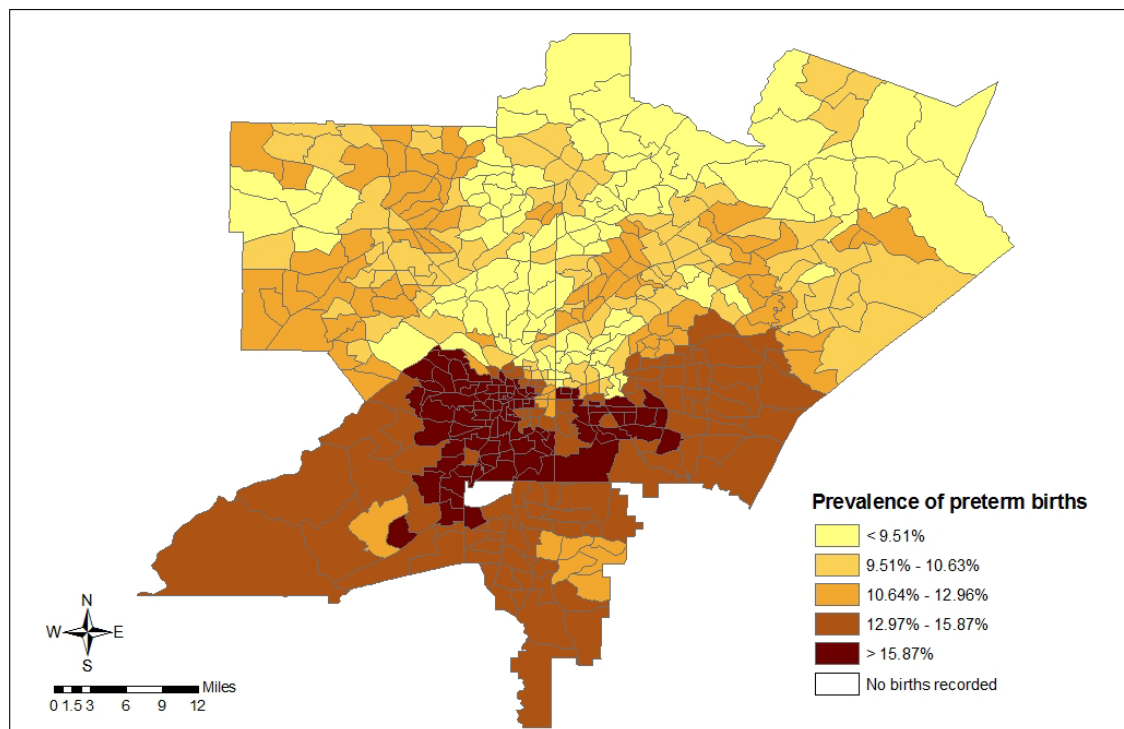 Prevalence of preterm births
< 9.51%
9.51% - 10.63%
10.64% - 12.96%
12.97% - 15.87%
> 15.87%
No births recorded
N
W E
S
Miles
0 1.5 3 6 9 12